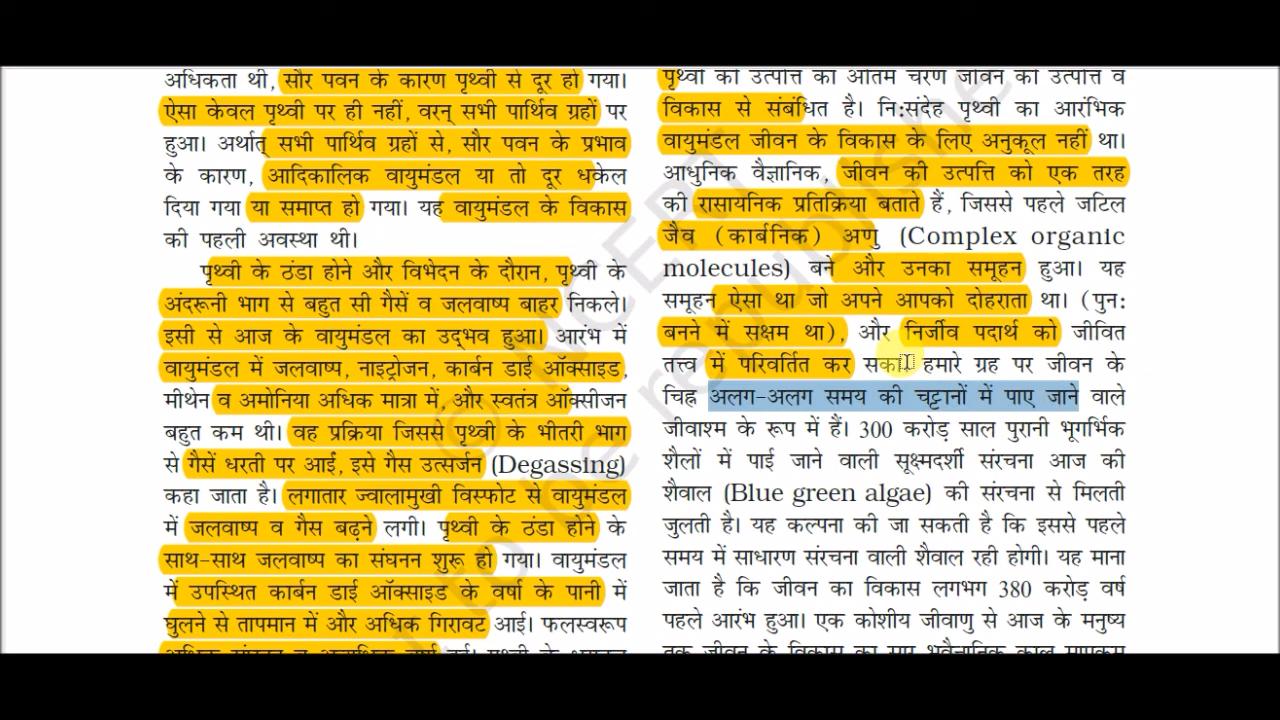 अधिकता थी, सौर पवन के कारण पृथ्वी से दूर हो गया।
ऐसा केवल पृथ्वी पर ही नहीं, वरन् सभी पार्थिव ग्रहों पर
हुआ। अर्थात् सभी पार्थिव ग्रहों से, सौर पवन के प्रभाव
के कारण, आदिकालिक वायुमंडल या तो दूर धकेल
दिया गया या समाप्त हो गया। यह वायुमंडल के विकास
की पहली अवस्था थी।
पृथ्वी के ठंडा होने और विभेदन के दौरान, पृथ्वी के
अंदरूनी भाग से बहुत सी गैसें व जलवाष्प बाहर निकले।
इसी से आज के वायुमंडल का उद्भव हुआ। आरंभ में
वायुमंडल में जलवाष्प, नाइट्रोजन, कार्बन डाई ऑक्साइड,
मीथेन व अमोनिया अधिक मात्रा में, और स्वतंत्र ऑक्सीजन
बहुत कम थी। वह प्रक्रिया जिससे पृथ्वी के भीतरी भाग
से गैसें धरती पर आईं, इसे गैस उत्सर्जन (Degassing)
कहा जाता है। लगातार ज्वालामुखी विस्फोट से वायुमंडल
में जलवाष्प व गैस बढ़ने लगी। पृथ्वी के ठंडा होने के
साथ-साथ जलवाष्प का संघनन शुरू हो गया। वायुमंडल
में उपस्थित कार्बन डाई ऑक्साइड के वर्षा के पानी में
घुलने से तापमान में और अधिक गिरावट आई। फलस्वरूप
पृथ्वी की उत्पत्ति का अंतिम चरण जीवन की उत्पत्ति व
विकास से संबंधित है। नि:संदेह पृथ्वी का आरंभिक
वायुमंडल जीवन के विकास के लिए अनुकूल नहीं था।
आधुनिक वैज्ञानिक, जीवन की उत्पत्ति को एक तरह
की रासायनिक प्रतिक्रिया बताते हैं, जिससे पहले जटिल
जैव (कार्बनिक) अणु (Complex organic
molecules) बने और उनका समूहन हुआ। यह
समूहन ऐसा था जो अपने आपको दोहराता था। (पुन:
बनने में सक्षम था), और निर्जीव पदार्थ को जीवित
तत्त्व में परिवर्तित कर सका। हमारे ग्रह पर जीवन के
चिह्न अलग-अलग समय की चट्टानों में पाए जाने वाले
जीवाश्म के रूप में हैं। 300 करोड़ साल पुरानी भूगर्भिक
शैलों में पाई जाने वाली सूक्ष्मदर्शी संरचना आज की
शैवाल (Blue green algae) की संरचना से मिलती
जुलती है। यह कल्पना की जा सकती है कि इससे पहले
समय में साधारण संरचना वाली शैवाल रही होगी। यह माना
जाता है कि जीवन का विकास लगभग 380 करोड़ वर्ष
पहले आरंभ हुआ। एक कोशीय जीवाणु से आज के मनुष्य
© NCERT